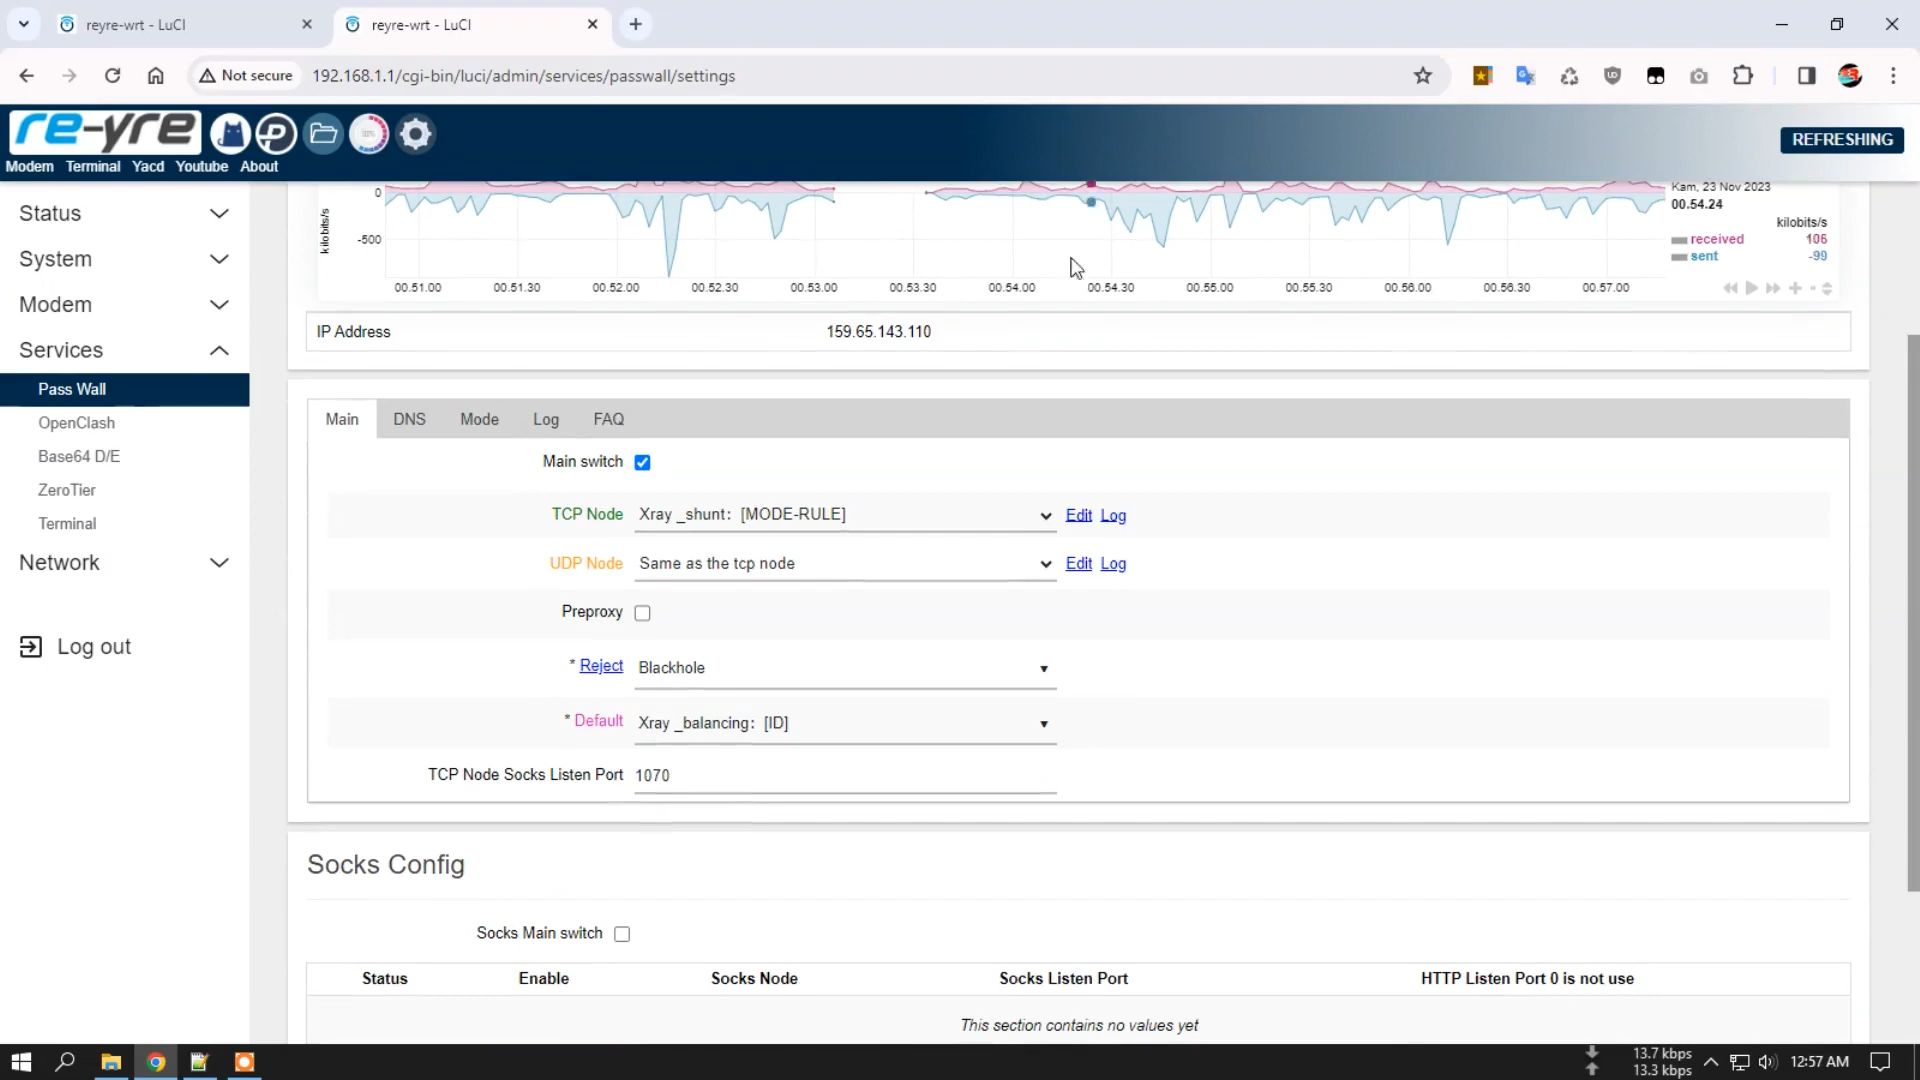 reyre-wrt - LuCI
reyre-wrt - LuCI
Not secure
192.168.1.1/cgi-bin/luci/admin/services/passwall/settings
re-yre
REFRESHING
Modem Terminal Yacd Youtube About
Status
System
Modem
Services
Pass Wall
OpenClash
Base64 D/E
ZeroTier
Terminal
Network
Log out
kilobits/s
0
-500
00.51.00 00.51.30 00.52.00 00.52.30 00.53.00 00.53.30 00.54.00 00.54.30 00.55.00 00.55.30 00.56.00 00.56.30 00.57.00
Kam, 23 Nov 2023
00.54.24
kilobits/s
received 106
sent -99
IP Address 159.65.143.110
Main DNS Mode Log FAQ
Main switch
TCP Node Xray _shunt: [MODE-RULE] Edit Log
UDP Node Same as the tcp node Edit Log
Preproxy
* Reject Blackhole
* Default Xray _balancing: [ID]
TCP Node Socks Listen Port 1070
Socks Config
Socks Main switch
Status Enable Socks Node Socks Listen Port HTTP Listen Port 0 is not use
This section contains no values yet
13.7 kbps
13.3 kbps
12:57 AM